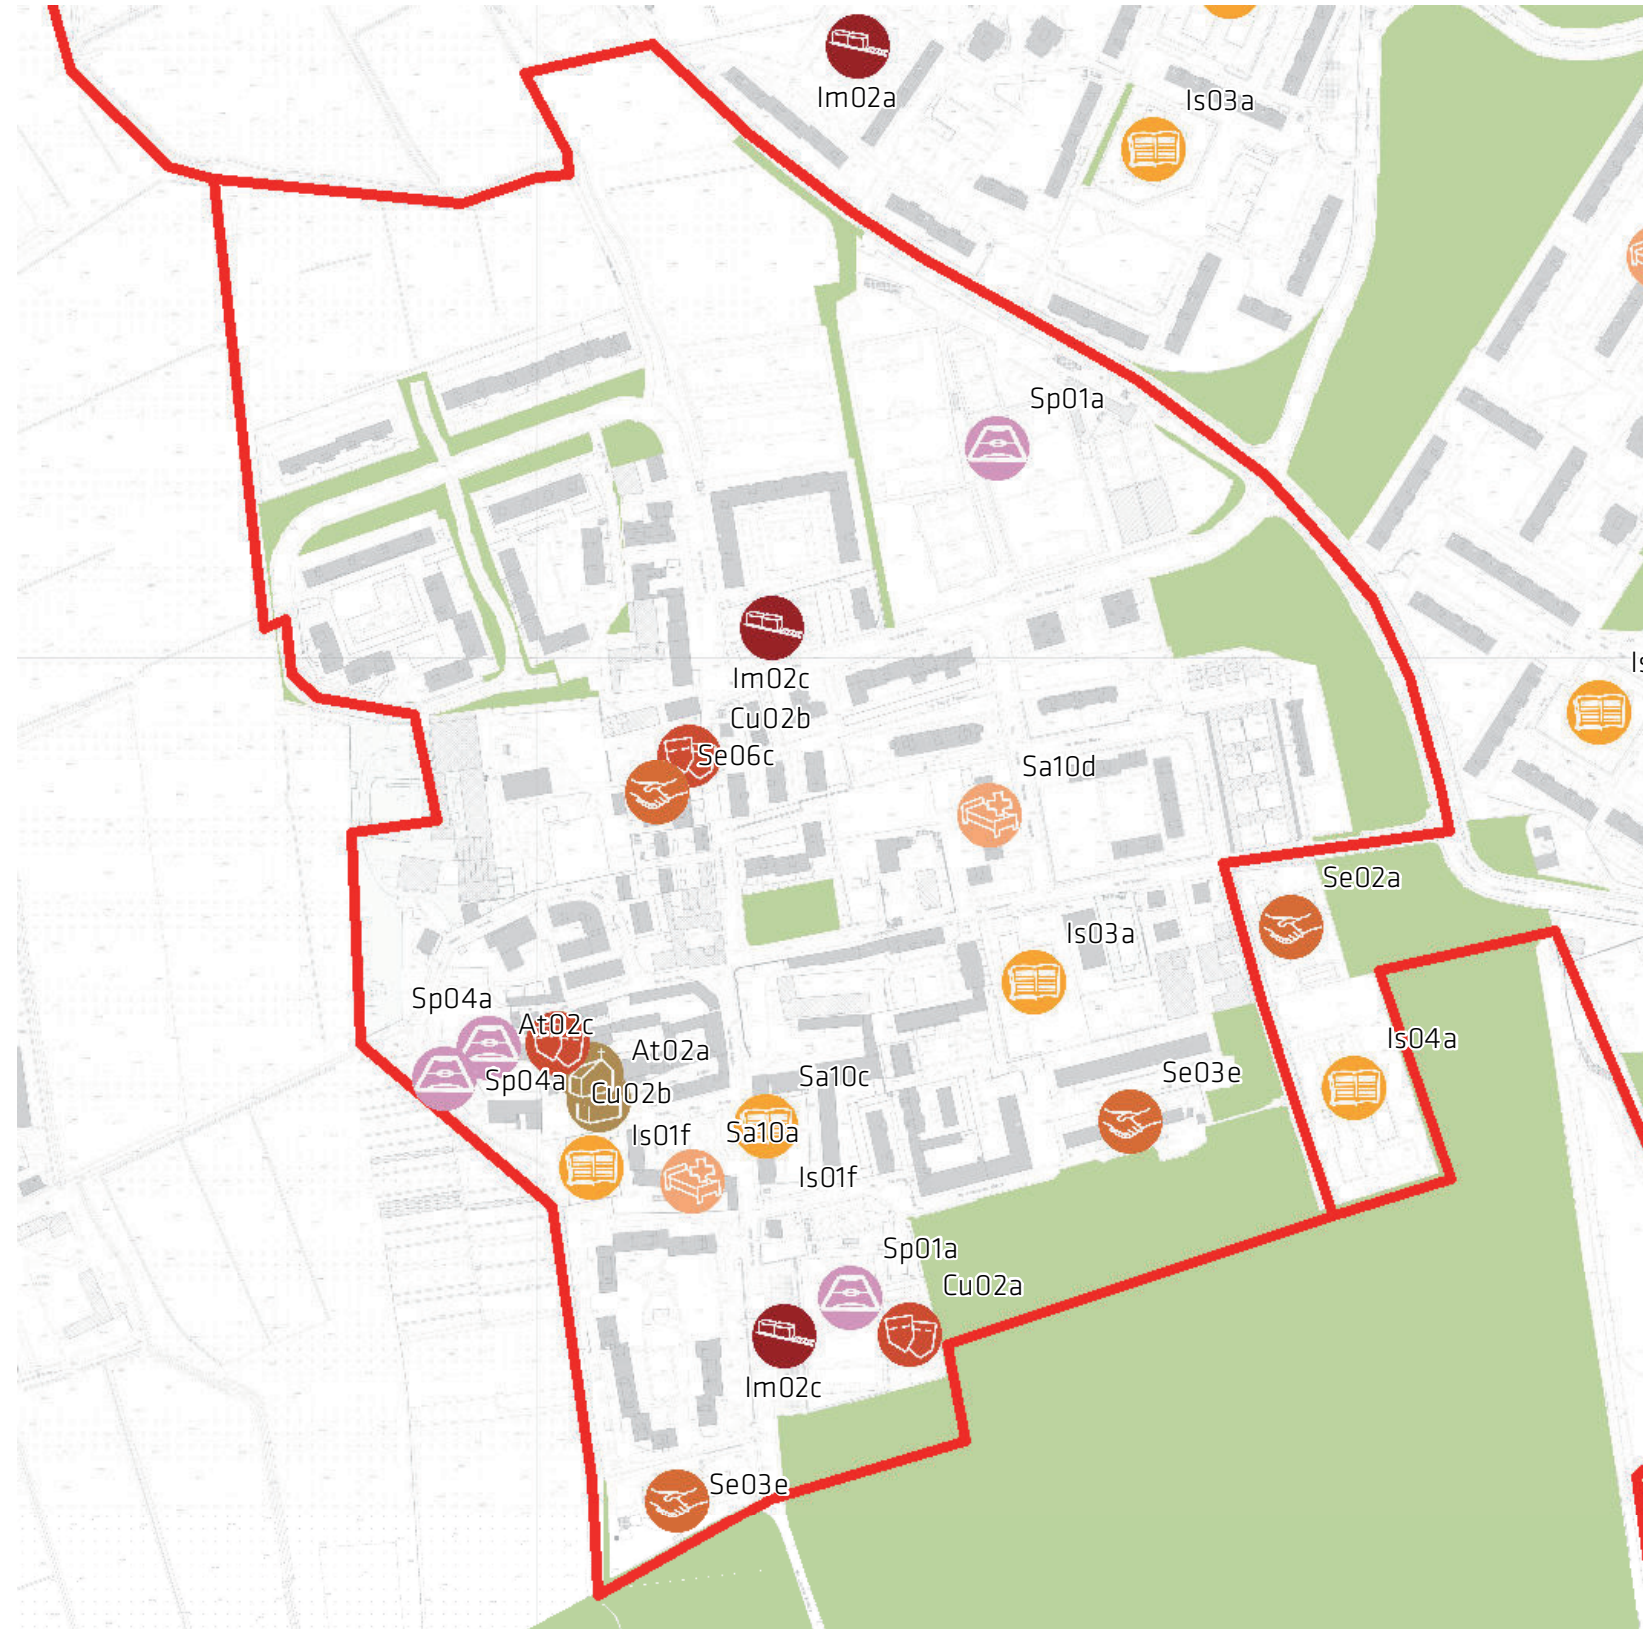 Im02a
Is03a
Sp01a
Is
Im02c
Cu02b
Se06c
Sa10d
Se02a
Is03a
Sp04a
At02c
Is04a
At02a
Se03e
Sa10c
Sp04a
Cu02b
Is01f
Sa10a
Is01f
Sp01a
Cu02a
Im02c
Se03e